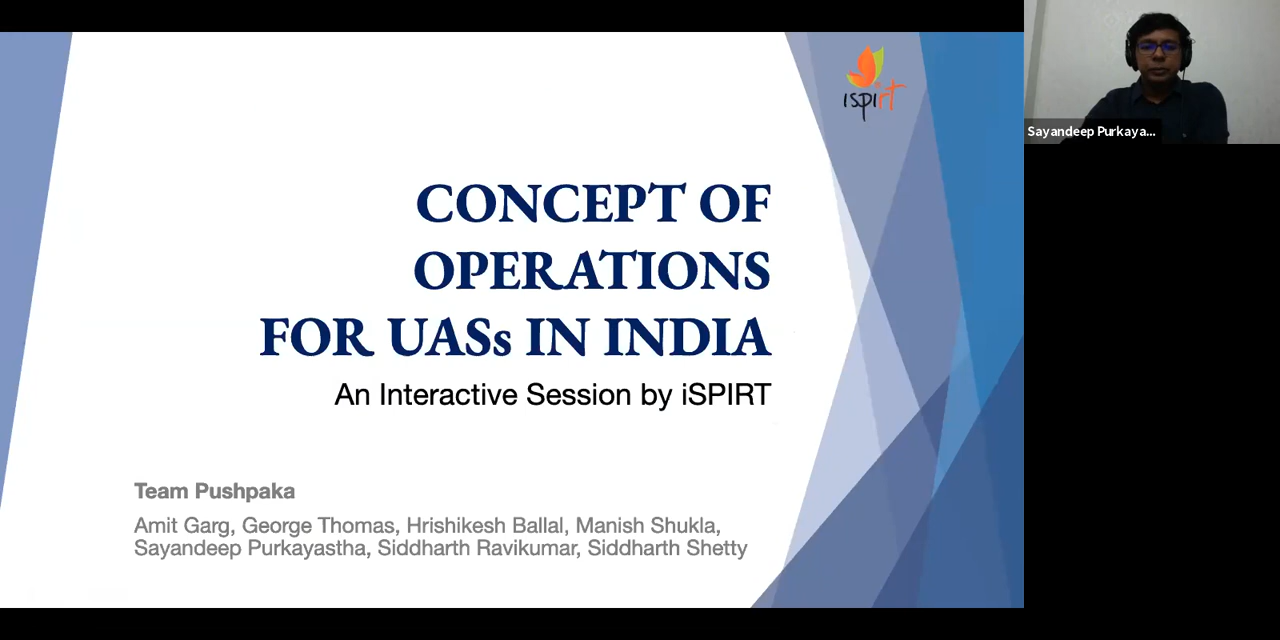 ispirt
CONCEPT OF
OPERATIONS
FOR UASs IN INDIA
An Interactive Session by iSPIRT
Team Pushpaka
Amit Garg, George Thomas, Hrishikesh Ballal, Manish Shukla,
Sayandeep Purkayastha, Siddharth Ravikumar, Siddharth Shetty
Sayandeep Purkaya...